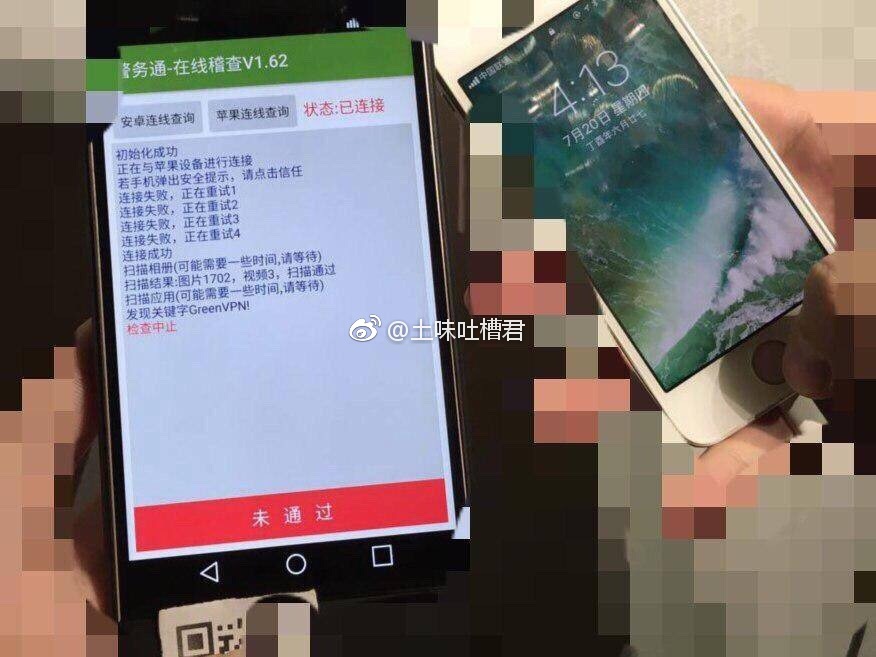 警务通-在线稽查V1.62
安卓连线查询
苹果连线查询
状态:已连接
初始化成功
正在与苹果设备进行连接
若手机弹出安全提示，请点击信任
连接失败，正在重试1
连接失败，正在重试2
连接失败，正在重试3
连接失败，正在重试4
连接成功
扫描相册(可能需要一些时间,请等待)
扫描结果:图片1702，视频3，扫描通过
扫描应用(可能需要一些时间,请等待)
发现关键字GreenVPN!
检查中止
未通过
中国联通
4:13
7月20日 星期四
丁酉年六月廿七
@土味吐槽君